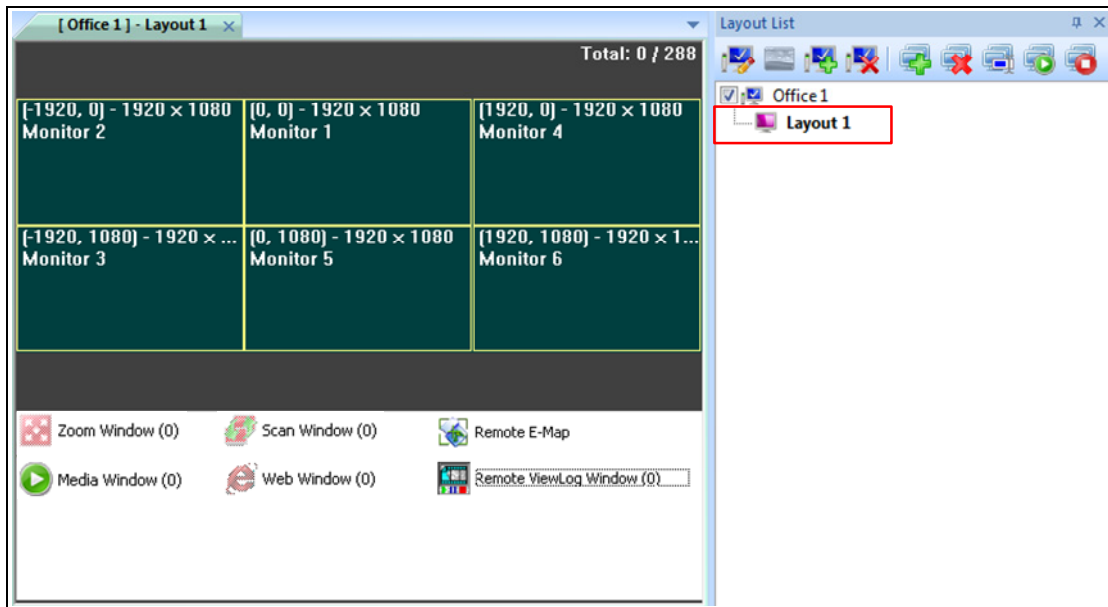 [ Office 1 ] - Layout 1
Layout List
Total: 0 / 288
Office 1
Layout 1
(-1920, 0) - 1920 × 1080
Monitor 2
(0, 0) - 1920 × 1080
Monitor 1
(1920, 0) - 1920 × 1080
Monitor 4
(-1920, 1080) - 1920 × ...
Monitor 3
(0, 1080) - 1920 × 1080
Monitor 5
(1920, 1080) - 1920 × 1...
Monitor 6
Zoom Window (0)
Scan Window (0)
Remote E-Map
Media Window (0)
Web Window (0)
Remote ViewLog Window (0)